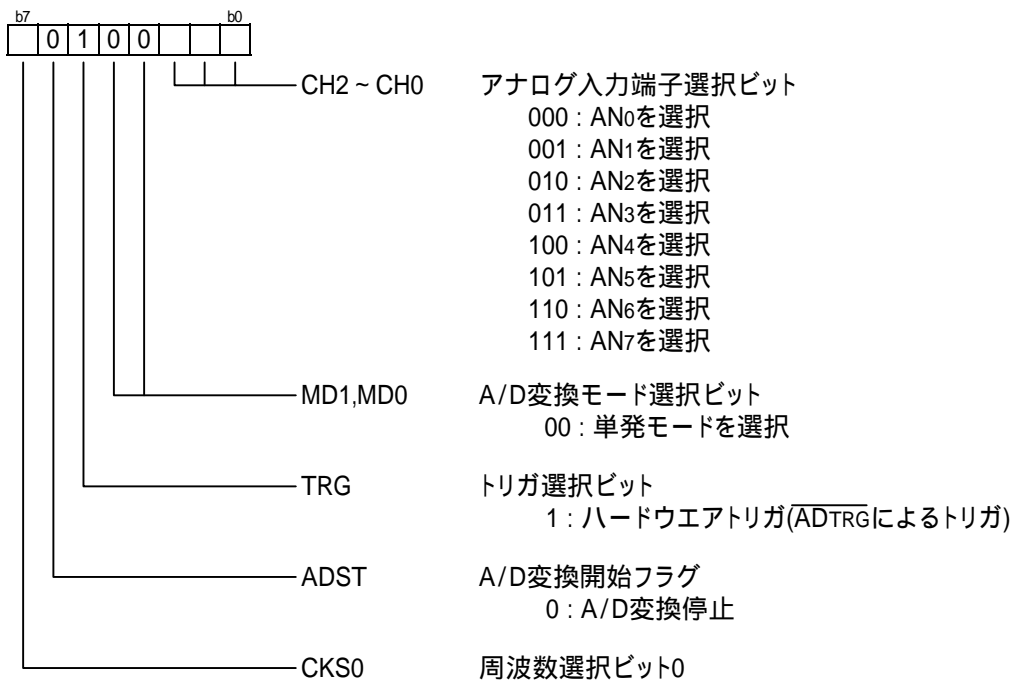 b7 b0
0 1 0 0
CH2 ~ CH0 アナログ入力端子選択ビット
000 : AN0を選択
001 : AN1を選択
010 : AN2を選択
011 : AN3を選択
100 : AN4を選択
101 : AN5を選択
110 : AN6を選択
111 : AN7を選択
MD1,MD0 A/D変換モード選択ビット
00 : 単発モードを選択
TRG トリガ選択ビット
1 : ハードウエアトリガ(ADTRGによるトリガ)
ADST A/D変換開始フラグ
0 : A/D変換停止
CKS0 周波数選択ビット0